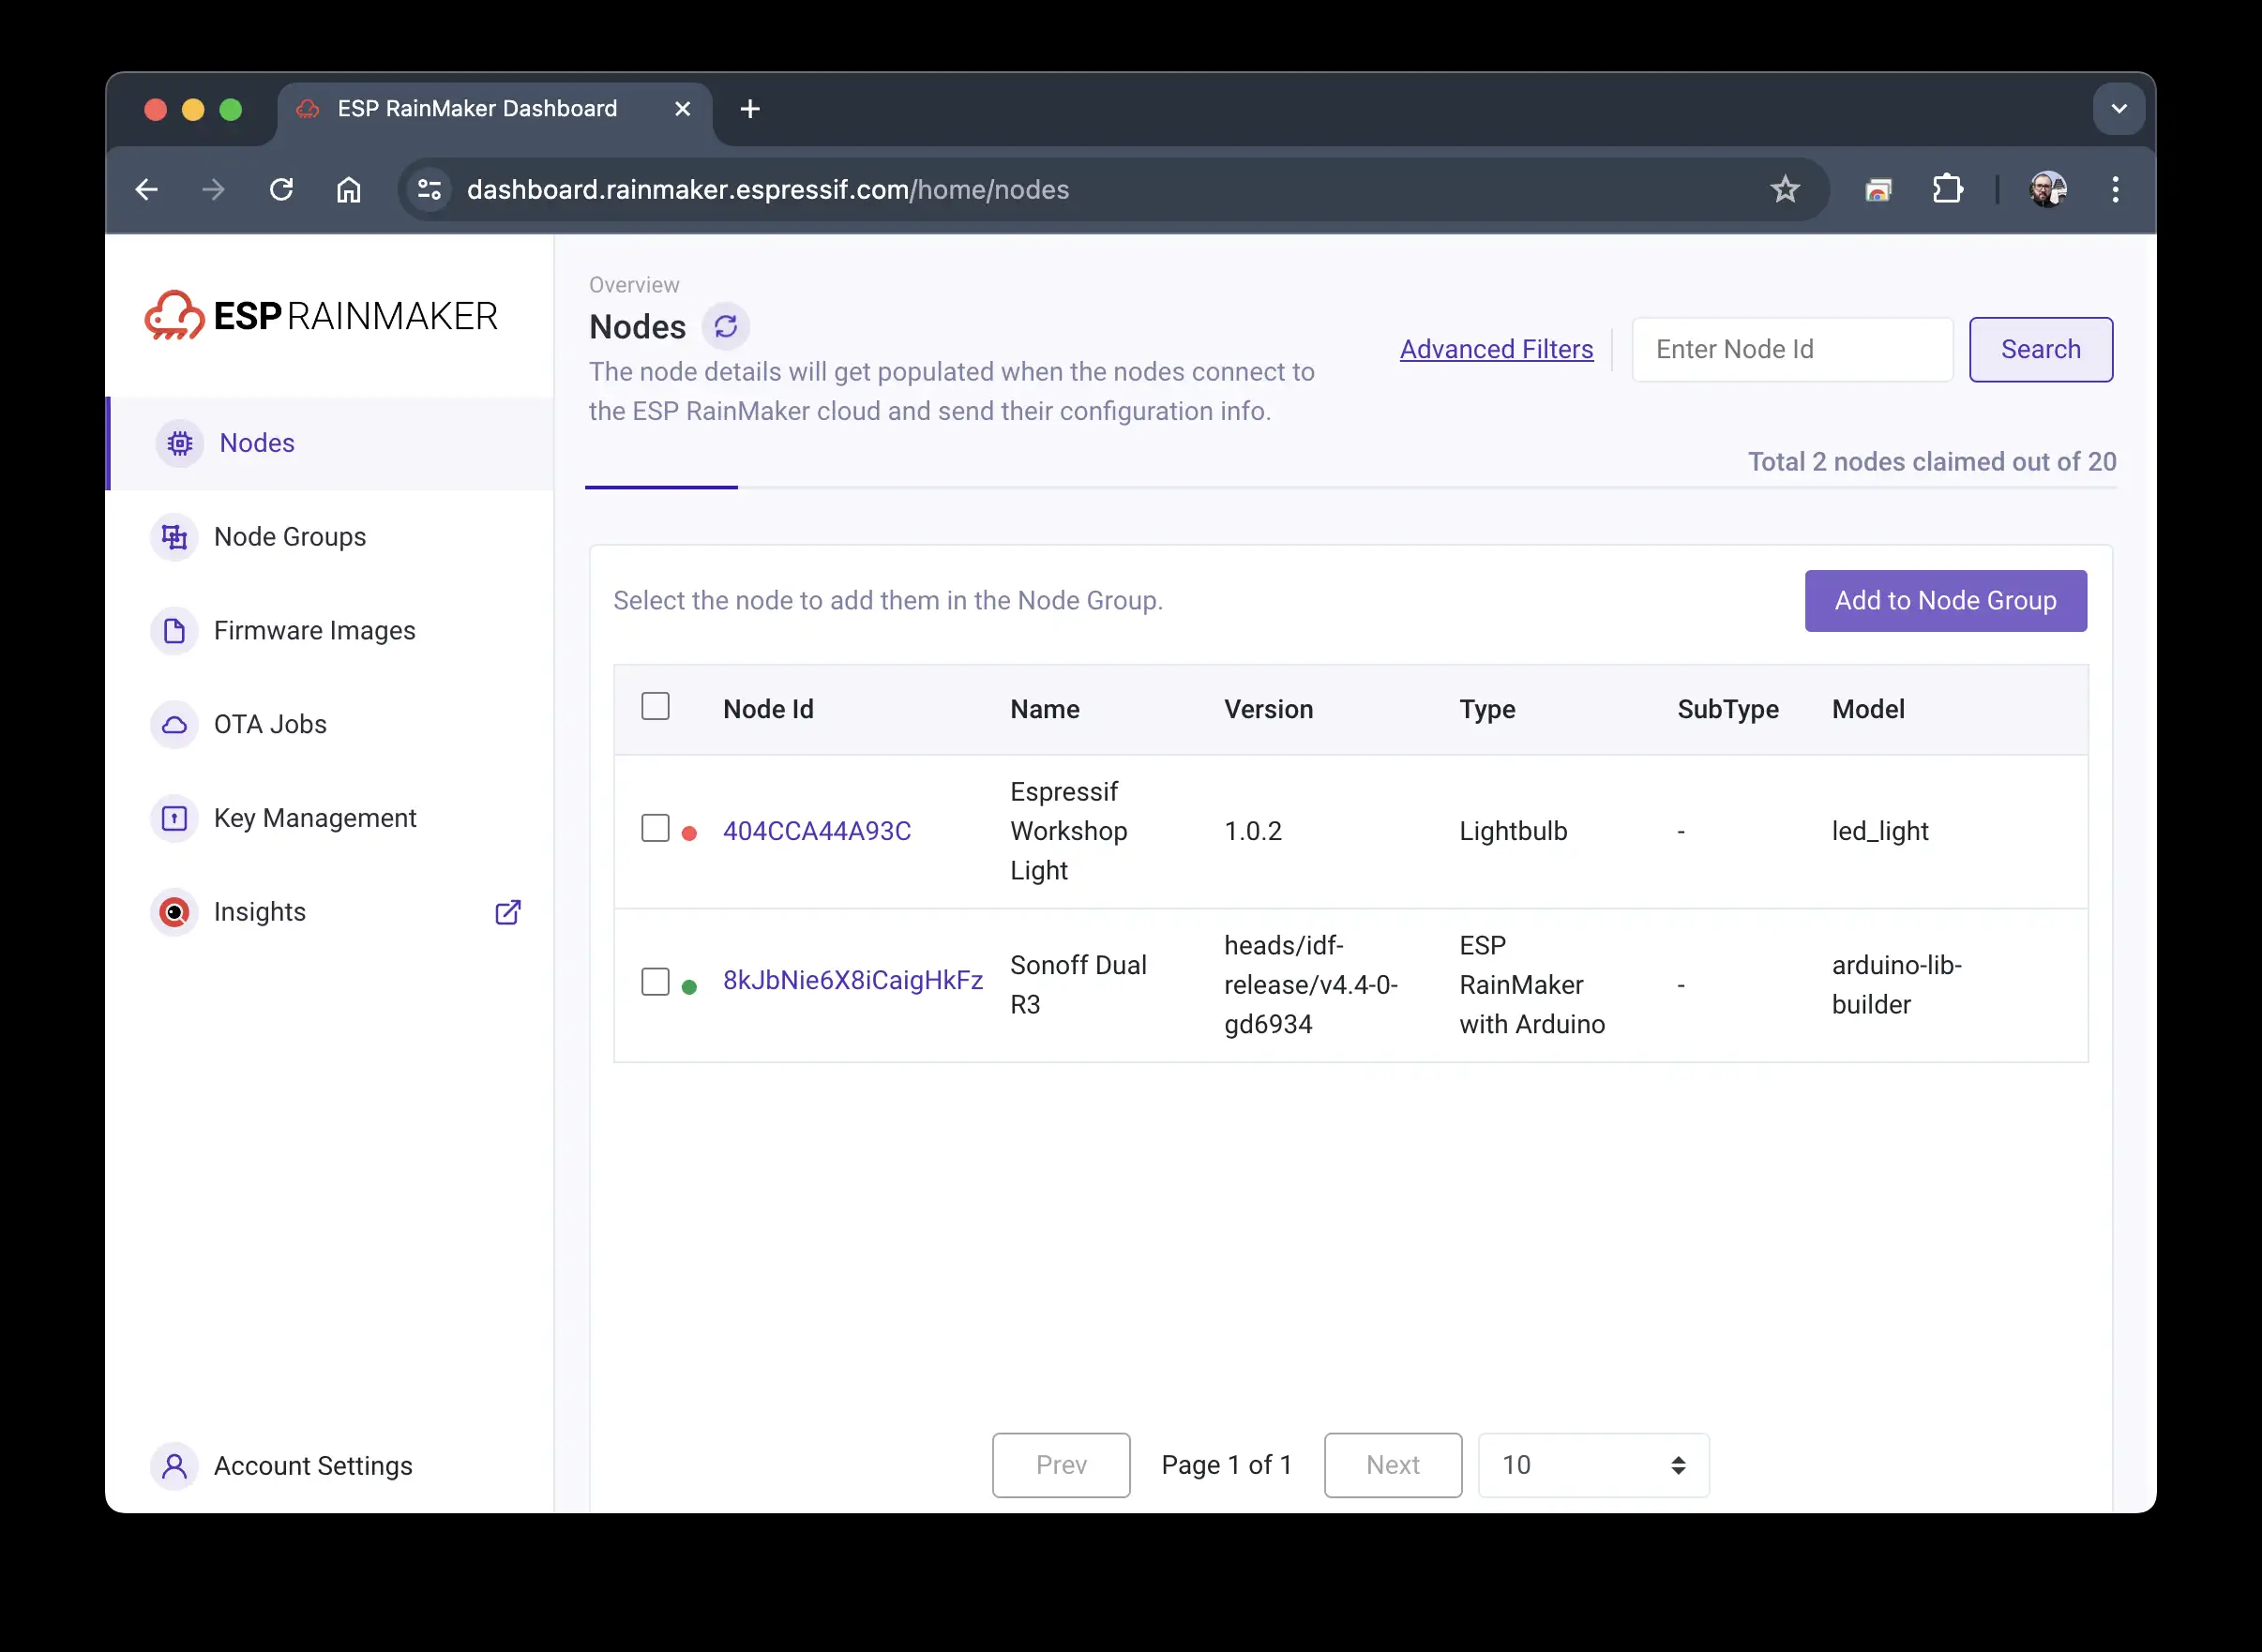 ESP RainMaker Dashboard
dashboard.rainmaker.espressif.com/home/nodes
ESP RAINMAKER
Nodes
Node Groups
Firmware Images
OTA Jobs
Key Management
Insights
Account Settings
Overview
Nodes
The node details will get populated when the nodes connect to
the ESP RainMaker cloud and send their configuration info.
Advanced Filters
Enter Node Id
Search
Total 2 nodes claimed out of 20
Select the node to add them in the Node Group.
Add to Node Group
Node Id Name Version Type SubType Model
404CCA44A93C Espressif Workshop Light 1.0.2 Lightbulb - led_light
8kJbNie6X8iCaigHkFz Sonoff Dual R3 heads/idf-release/v4.4-0-gd6934 ESP RainMaker with Arduino - arduino-lib-builder
Prev Page 1 of 1 Next 10